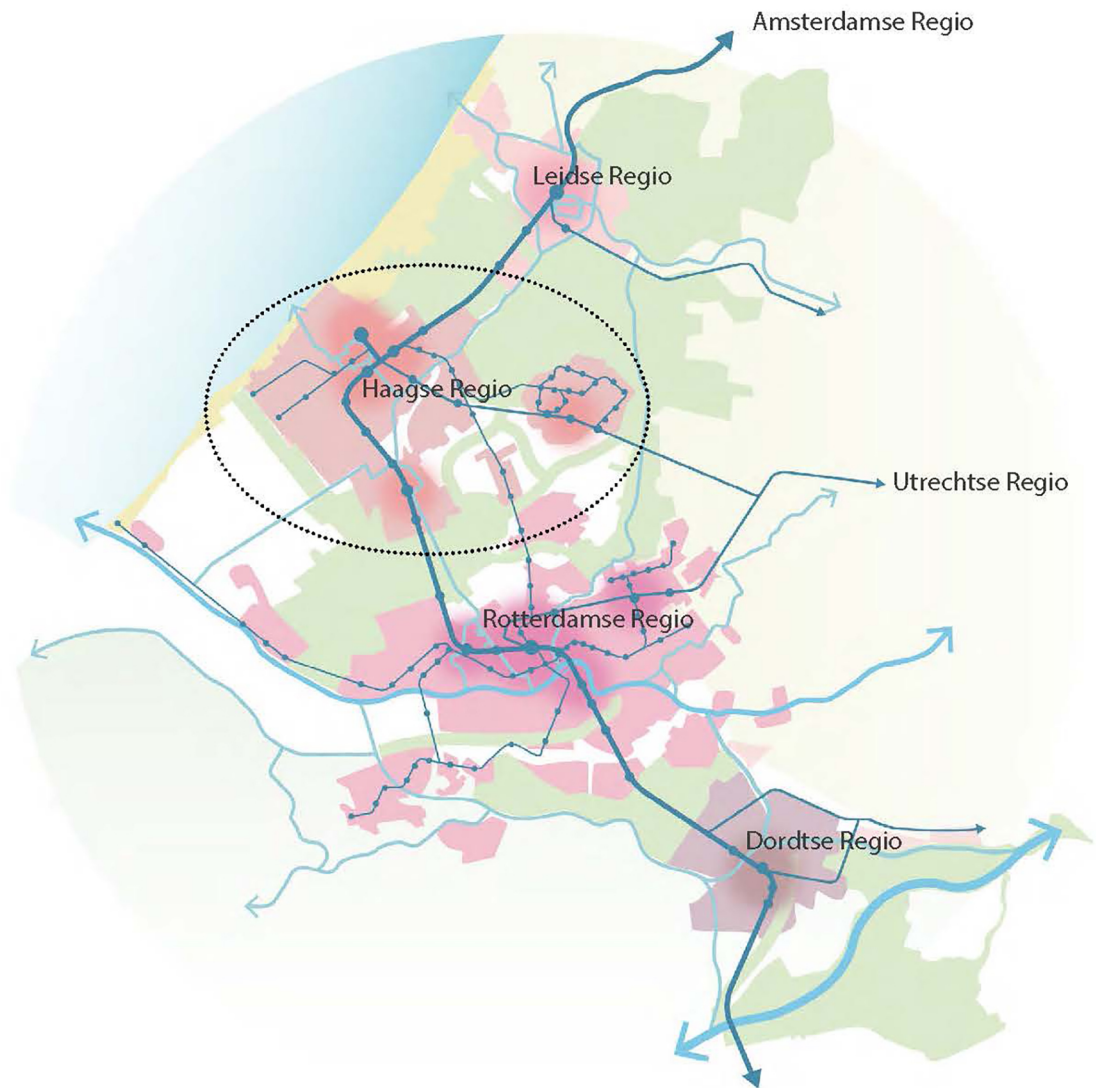 Amsterdamse Regio
Leidse Regio
Haagse Regio
Utrechtse Regio
Rotterdamse Regio
Dordtse Regio